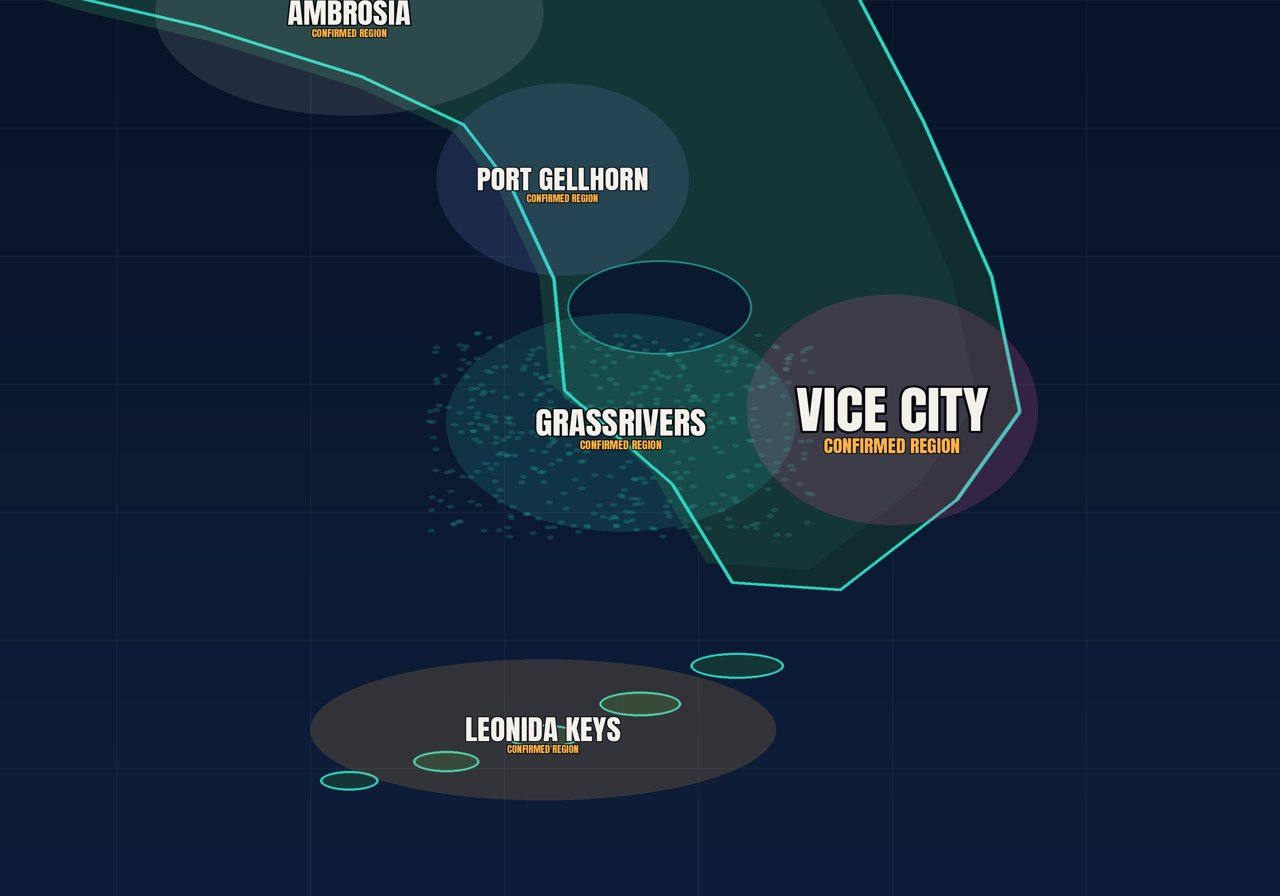 AMBROSIA
CONFIRMED REGION
PORT GELLHORN
CONFIRMED REGION
VICE CITY
CONFIRMED REGION
GRASSRIVERS
CONFIRMED REGION
LEONIDA KEYS
CONFIRMED REGION